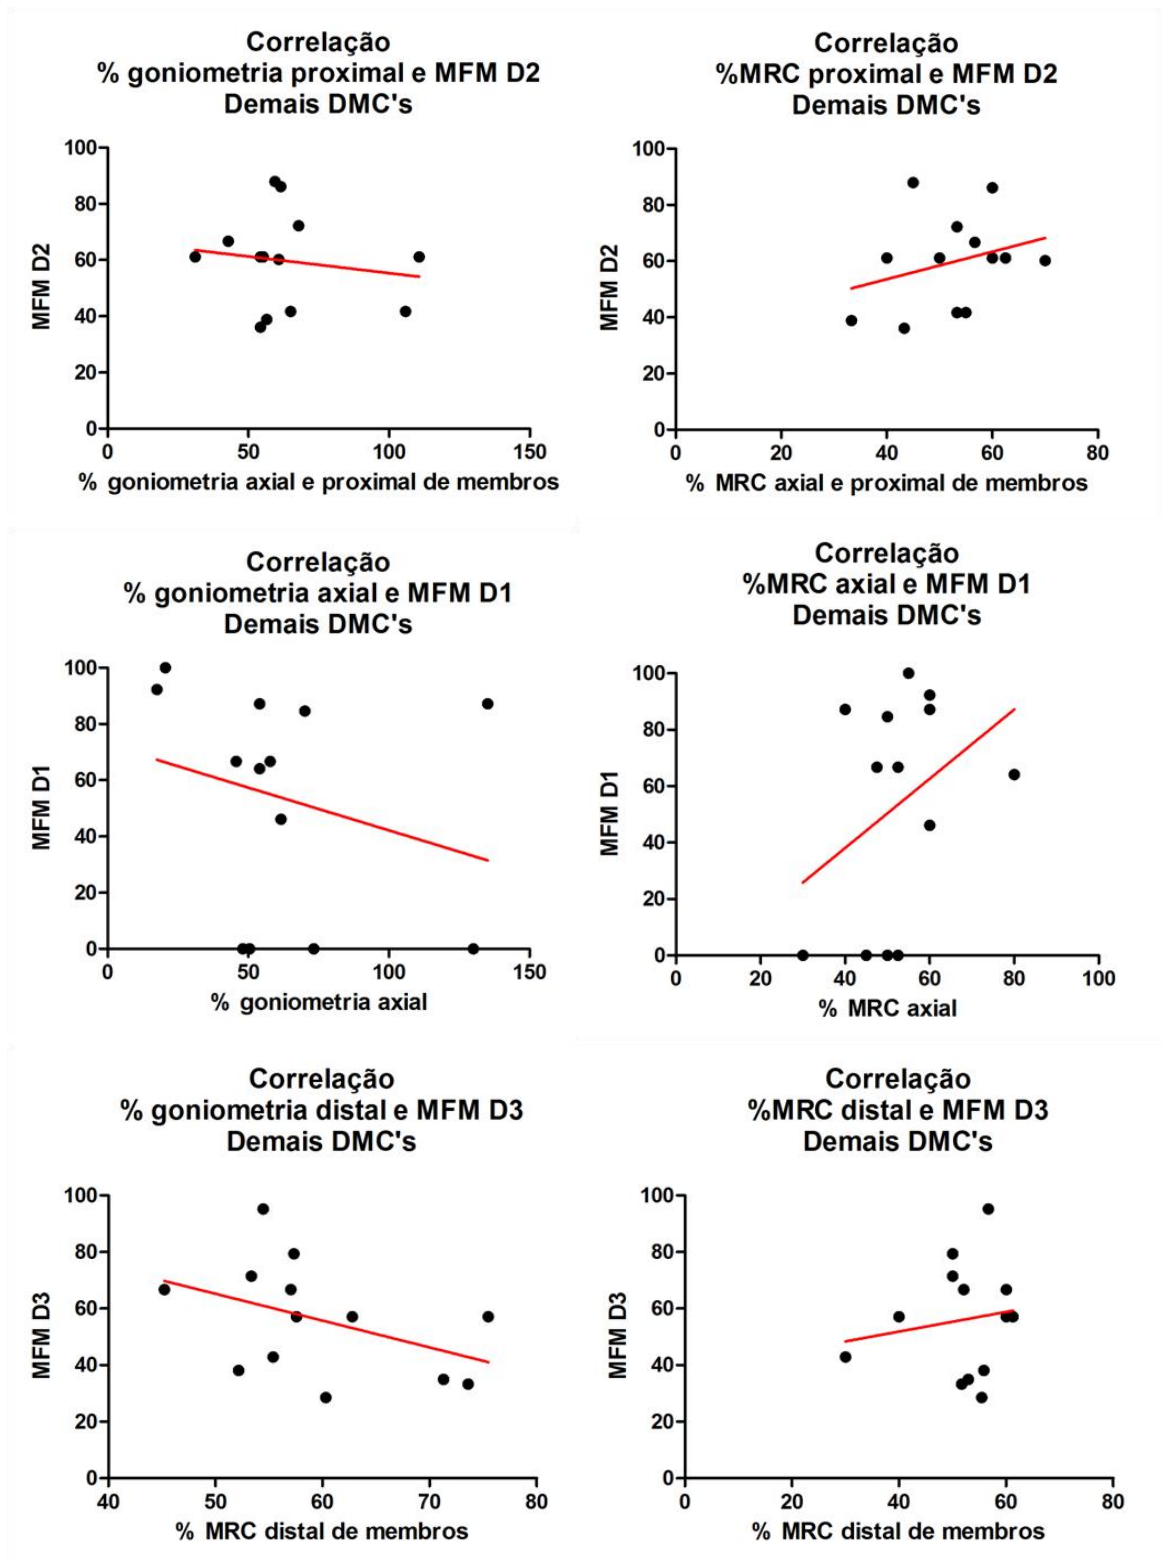 Correlação
% goniometria proximal e MFM D2
Demais DMC's
100
80
60
40
20
0
MFM D2
0 50 100 150
% goniometria axial e proximal de membros
Correlação
%MRC proximal e MFM D2
Demais DMC's
100
80
60
40
20
0
MFM D2
0 20 40 60 80
% MRC axial e proximal de membros
Correlação
% goniometria axial e MFM D1
Demais DMC's
100
80
60
40
20
0
MFM D1
0 50 100 150
% goniometria axial
Correlação
%MRC axial e MFM D1
Demais DMC's
100
80
60
40
20
0
MFM D1
0 20 40 60 80 100
% MRC axial
Correlação
% goniometria distal e MFM D3
Demais DMC's
100
80
60
40
20
0
MFM D3
40 50 60 70 80
% MRC distal de membros
Correlação
%MRC distal e MFM D3
Demais DMC's
100
80
60
40
20
0
MFM D3
0 20 40 60 80
% MRC distal de membros